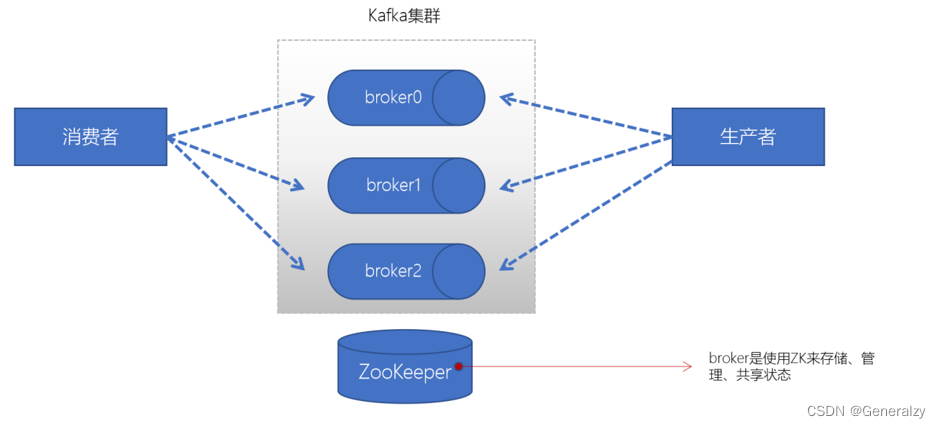 Kafka集群
broker0
消费者
生产者
broker1
broker2
ZooKeeper
broker是使用ZK来存储、管
理、共享状态
CSDN @Generalzy